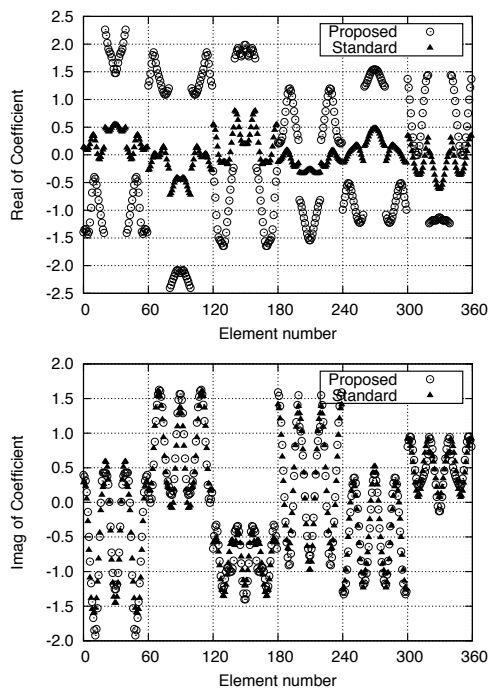 Proposed
Standard
2.5
2.0
1.5
1.0
0.5
0.0
-0.5
-1.0
-1.5
-2.0
-2.5
Real of Coefficient
0 60 120 180 240 300 360
Element number
Proposed
Standard
2.0
1.5
1.0
0.5
0.0
-0.5
-1.0
-1.5
-2.0
Imag of Coefficient
0 60 120 180 240 300 360
Element number